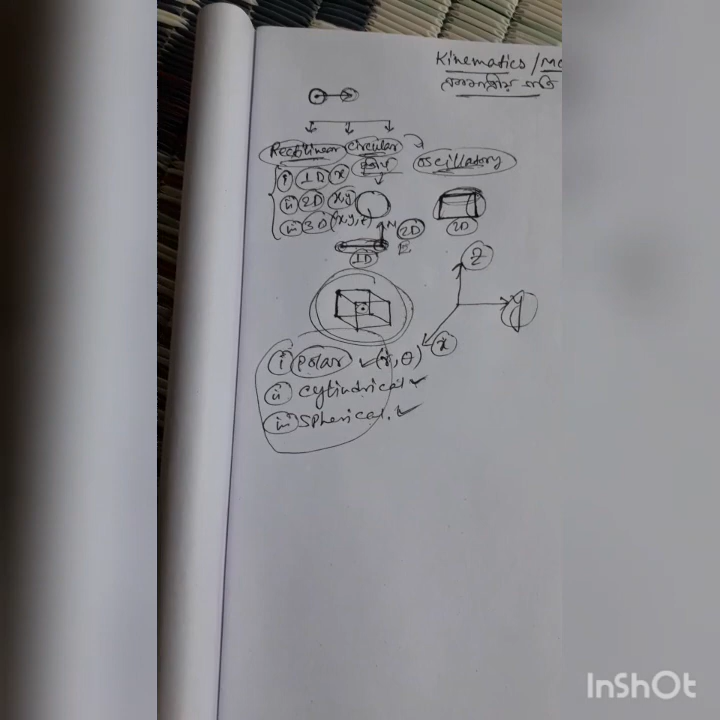 Kinematics / Mo
গতি
Rectilinear circular oscillatory
i 1D x
ii 2D x,y
iii 3D (x,y,z) N 2D 2D
1D E
z
y
x
i polar ✓ (r, θ)
ii cylindrical ✓
iii spherical. ✓
InShOt